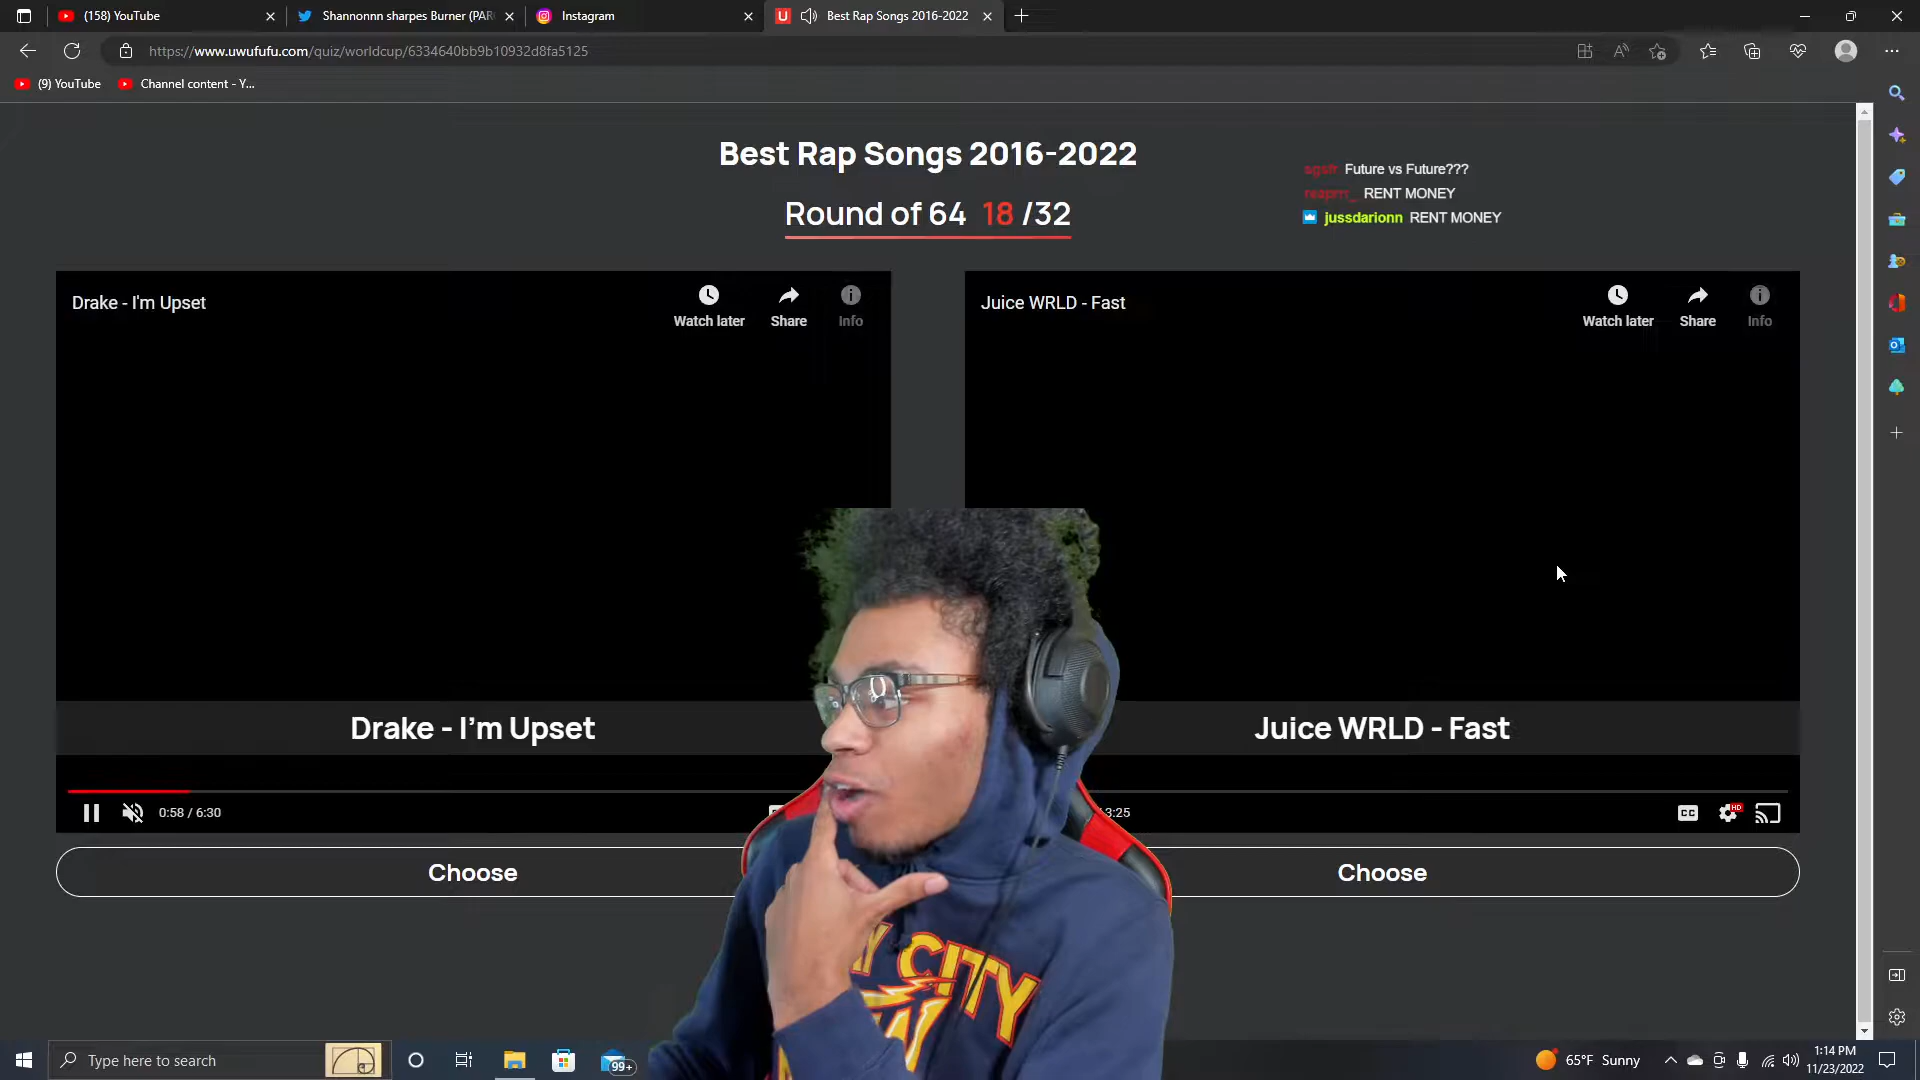 (158) YouTube
Shannonnn sharpes Burner (PAR
Instagram
Best Rap Songs 2016-2022
https://www.uwufufu.com/quiz/worldcup/6334640bb9b10932d8fa5125
(9) YouTube
Channel content - Y...
Best Rap Songs 2016-2022
Round of 64 18 /32
Future vs Future???
RENT MONEY
jussdarionn RENT MONEY
Drake - I'm Upset
Watch later
Share
Info
Juice WRLD - Fast
Watch later
Share
Info
Drake - I'm Upset
Juice WRLD - Fast
0:58 / 6:30
3:25
CC
HD
Choose
Choose
CITY
Type here to search
99+
65°F Sunny
1:14 PM
11/23/2022